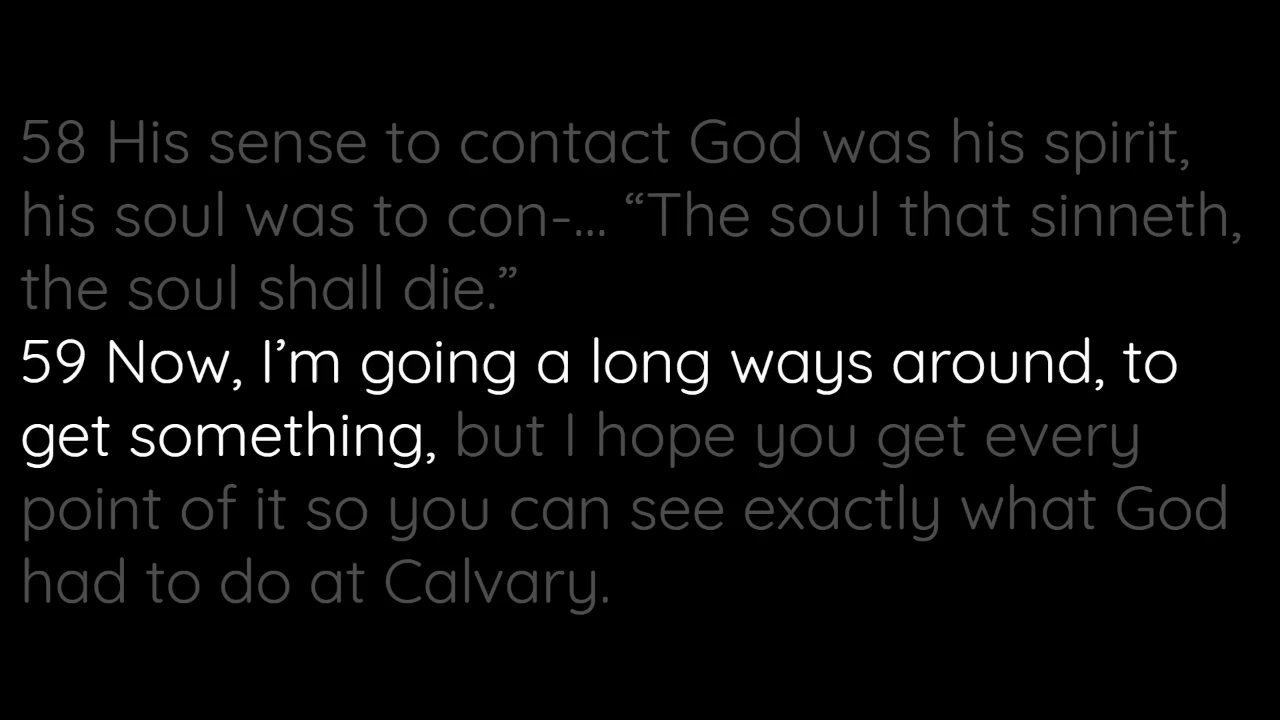 58 His sense to contact God was his spirit,
his soul was to con-... “The soul that sinneth,
the soul shall die.”
59 Now, I’m going a long ways around, to
get something, but I hope you get every
point of it so you can see exactly what God
had to do at Calvary.